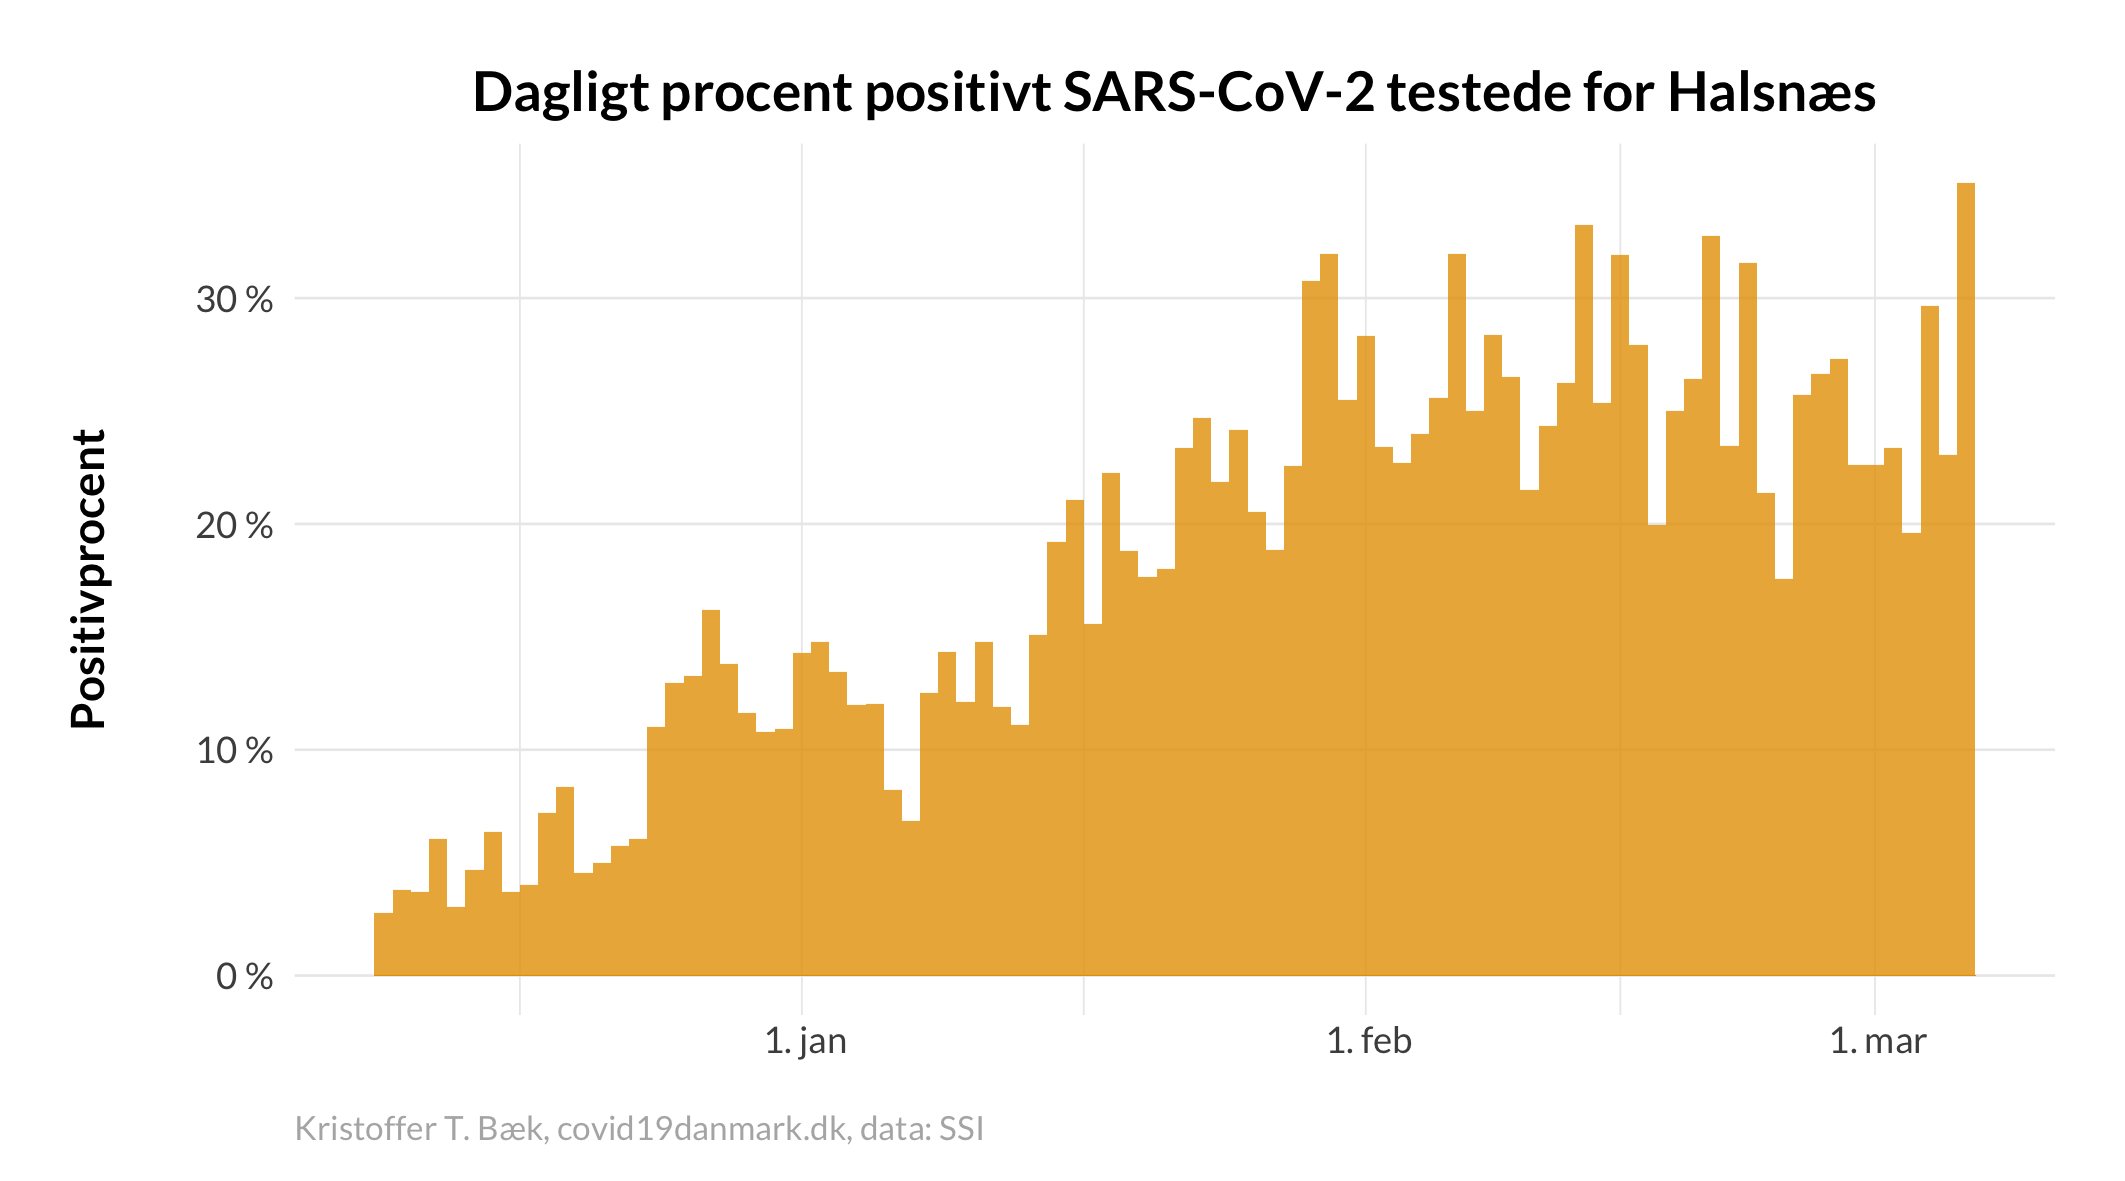 Dagligt procent positivt SARS-CoV-2 testede for Halsnæs
Positivprocent
30 %
20 %
10 %
0 %
1. jan
1. feb
1. mar
Kristoffer T. Bæk, covid19danmark.dk, data: SSI